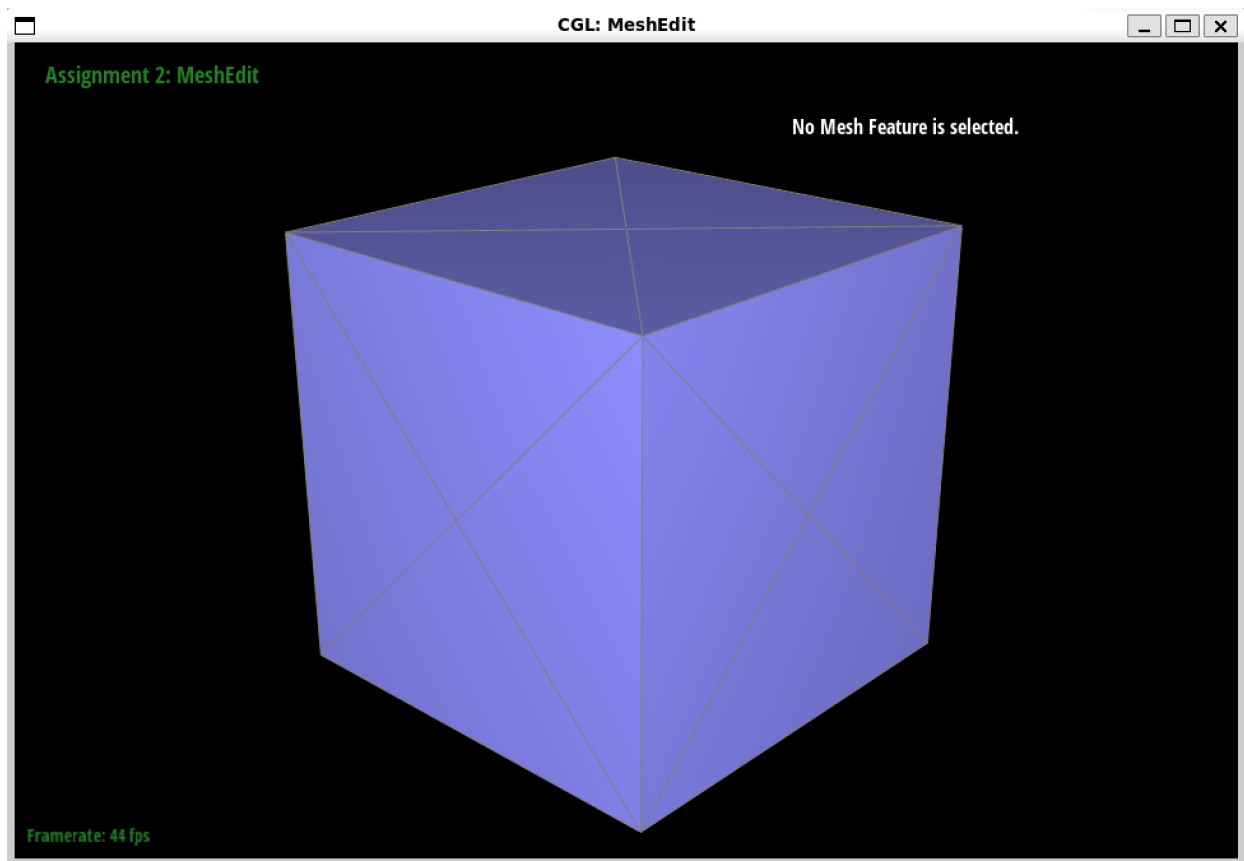 CGL: MeshEdit
Assignment 2: MeshEdit
No Mesh Feature is selected.
Framerate: 44 fps